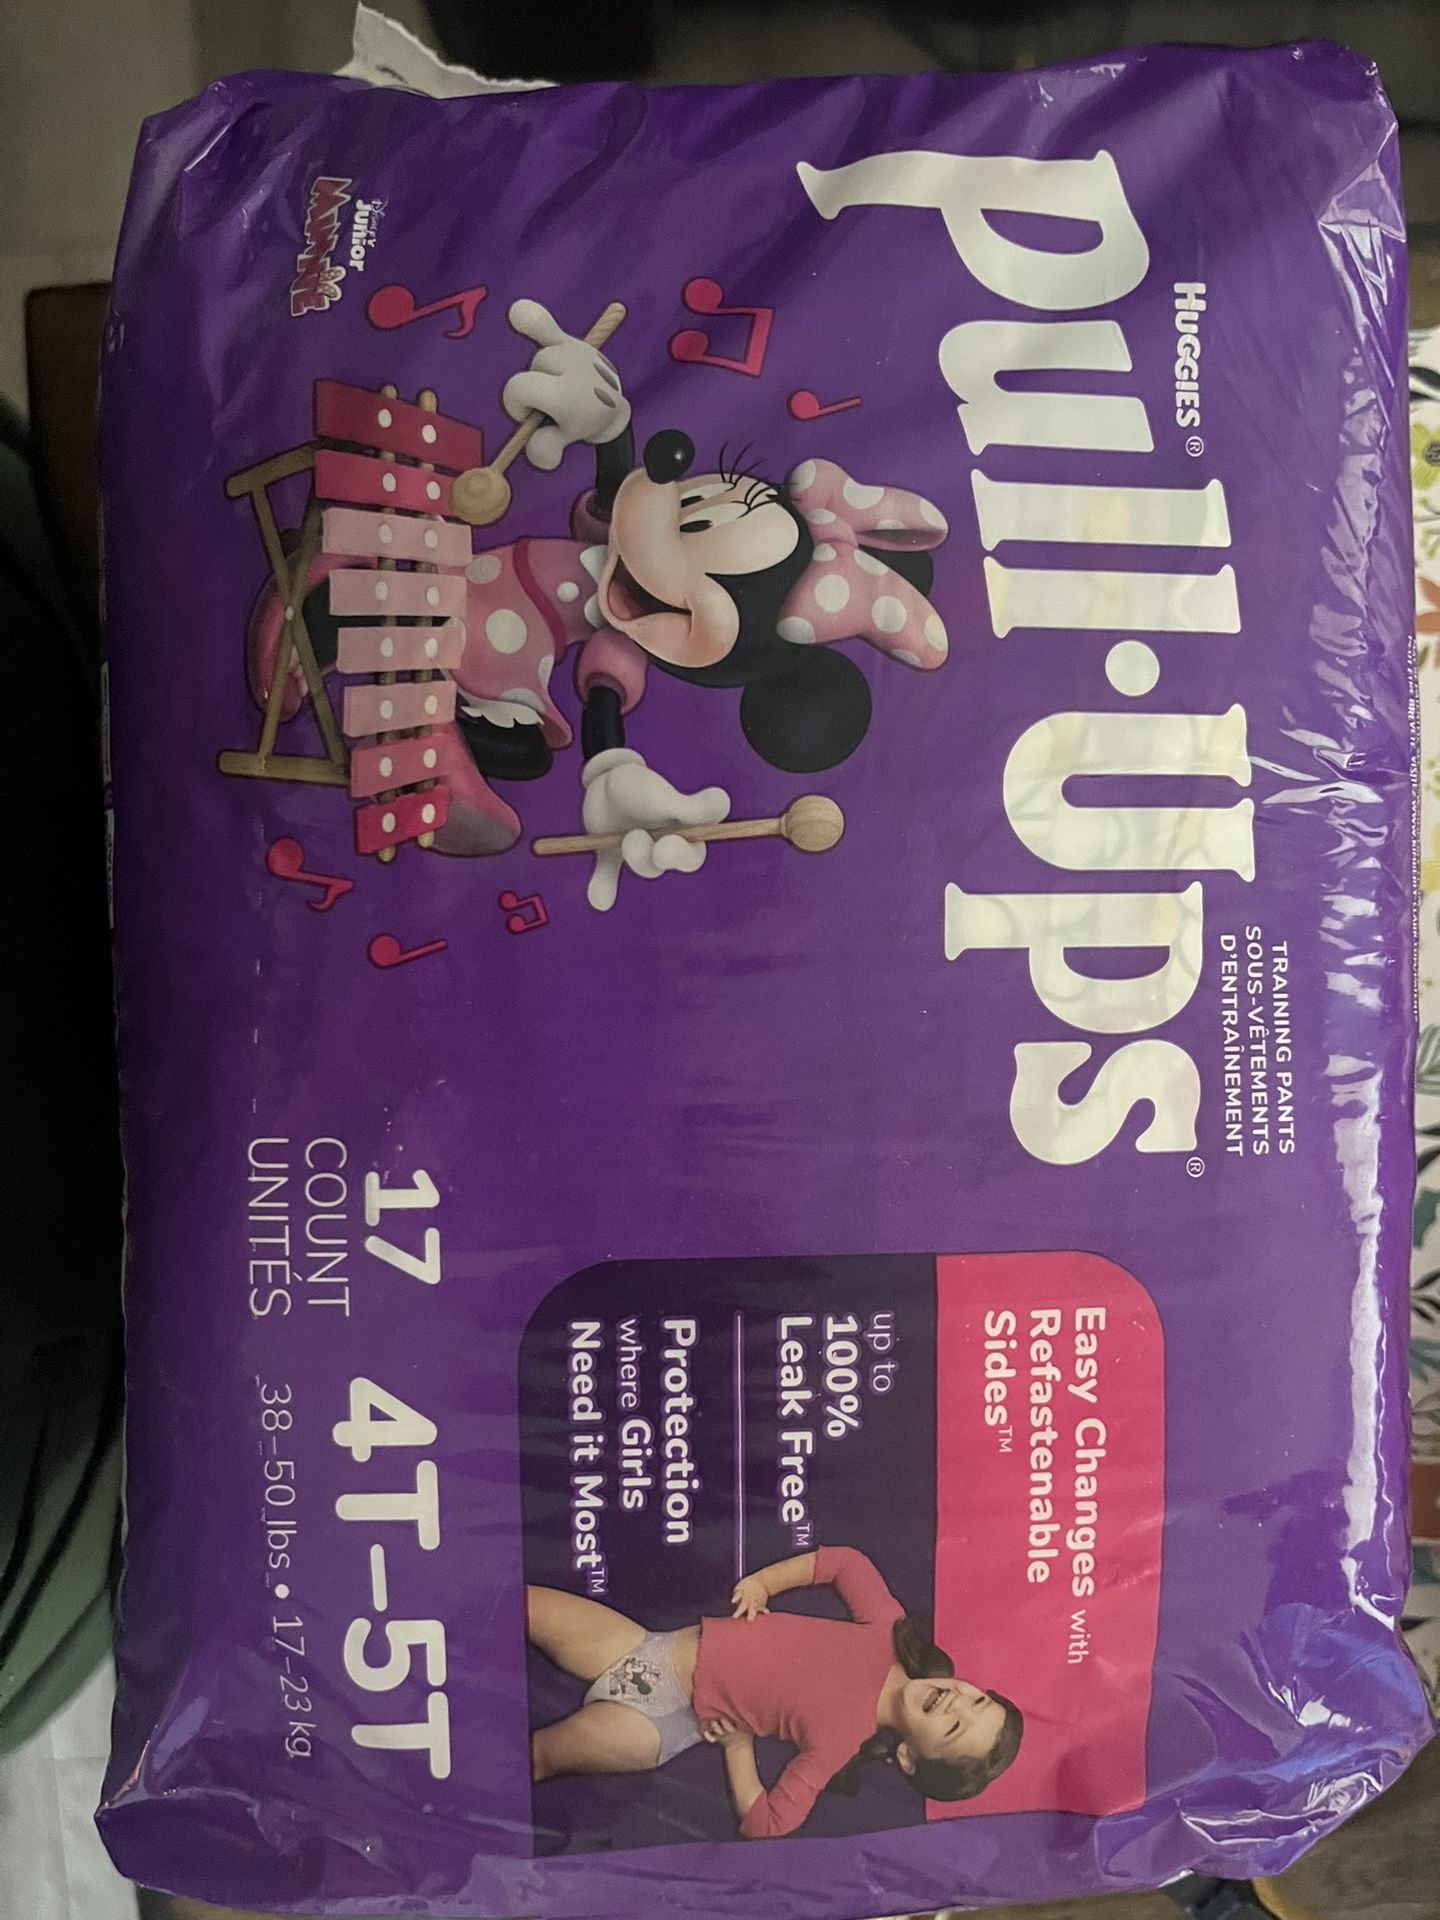 HUGGIES®
Pull·Ups®
TRAINING PANTS
SOUS-VÊTEMENTS
D'ENTRAÎNEMENT
Disney
Junior
MINNIE
Easy Changes with
Refastenable
Sides™
up to
100%
Leak Free™
Protection
where Girls
Need it Most™
17
COUNT
UNITÉS
4T-5T
38-50 lbs • 17-23 kg